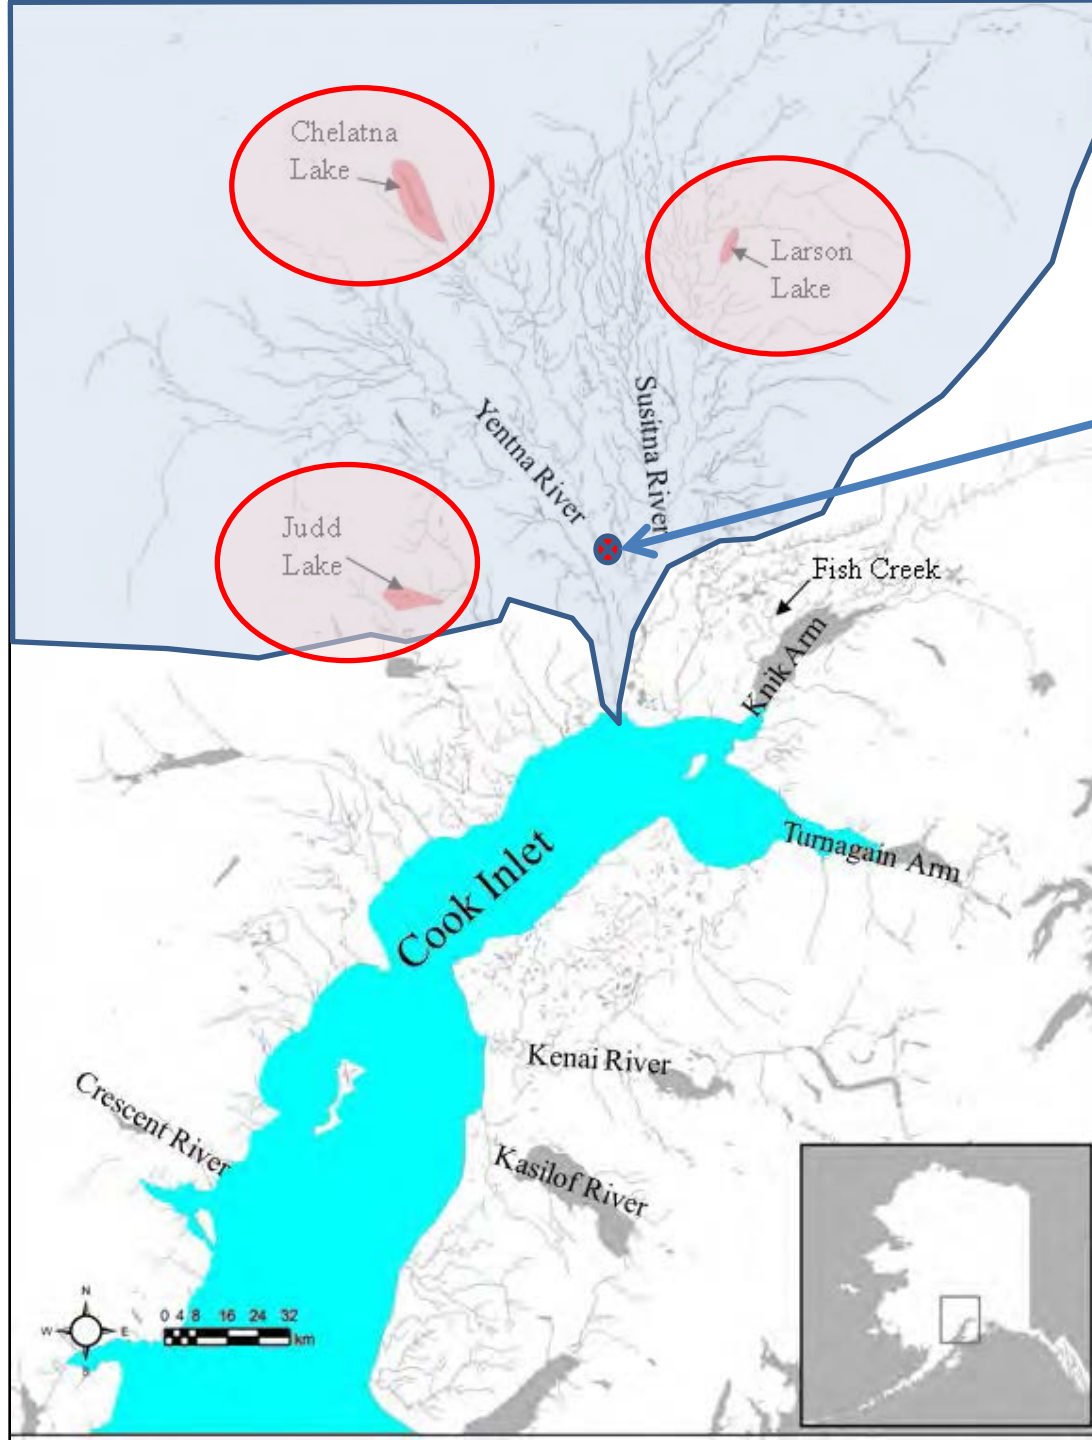 Chelatna
Lake
Larson
Lake
Susitna River
Yentna River
Judd
Lake
Fish Creek
Knik Arm
Turnagain Arm
Cook Inlet
Kenai River
Crescent River
Kasilof River
N
W E
S
0 4 8 16 24 32
km